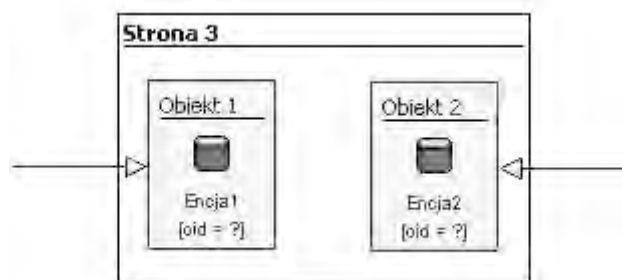 Strona 3
Obiekt 1
Encja1
[oid = ?]
Obiekt 2
Encja2
[oid = ?]